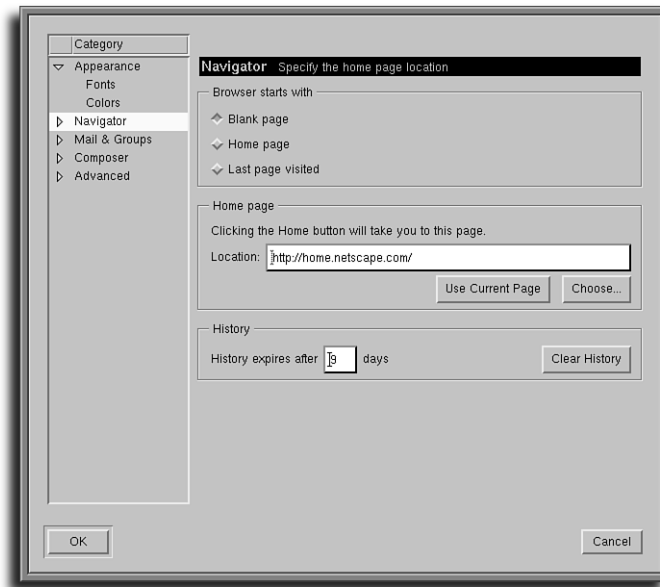 Category
Appearance
Fonts
Colors
Navigator
Mail & Groups
Composer
Advanced
Navigator Specify the home page location
Browser starts with
Blank page
Home page
Last page visited
Home page
Clicking the Home button will take you to this page.
Location: http://home.netscape.com/
Use Current Page Choose...
History
History expires after 9 days Clear History
OK Cancel